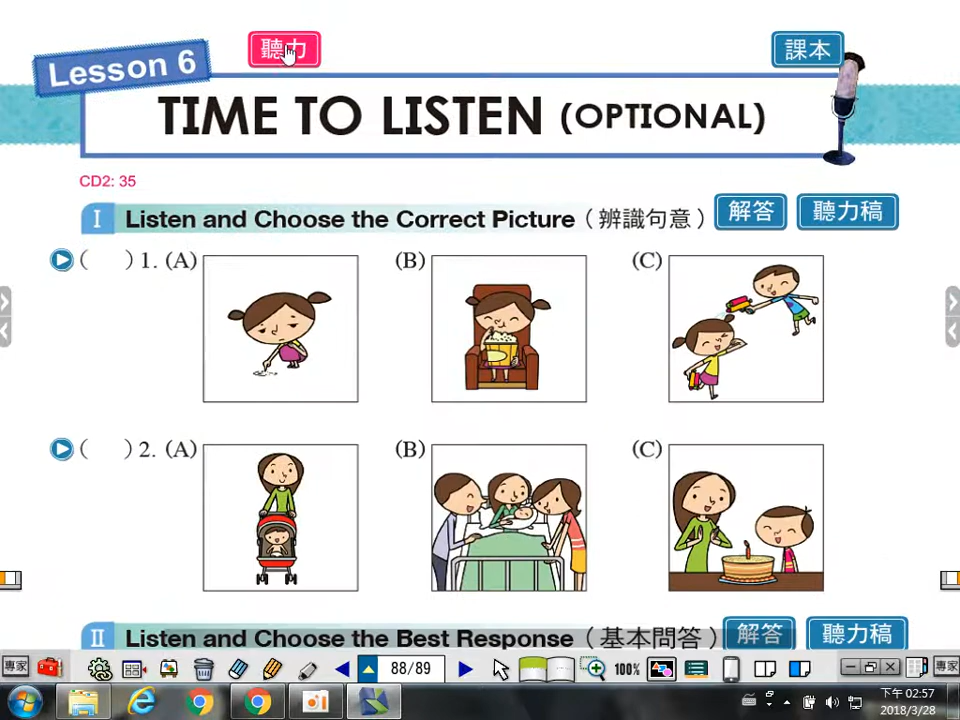 聽力
課本
Lesson 6
TIME TO LISTEN (OPTIONAL)
CD2: 35
I Listen and Choose the Correct Picture（辨識句意）
解答
聽力稿
( ) 1. (A)
(B)
(C)
( ) 2. (A)
(B)
(C)
II Listen and Choose the Best Response（基本問答）
解答
聽力稿
專家
88/89
100%
專家
下午 02:57
2018/3/28